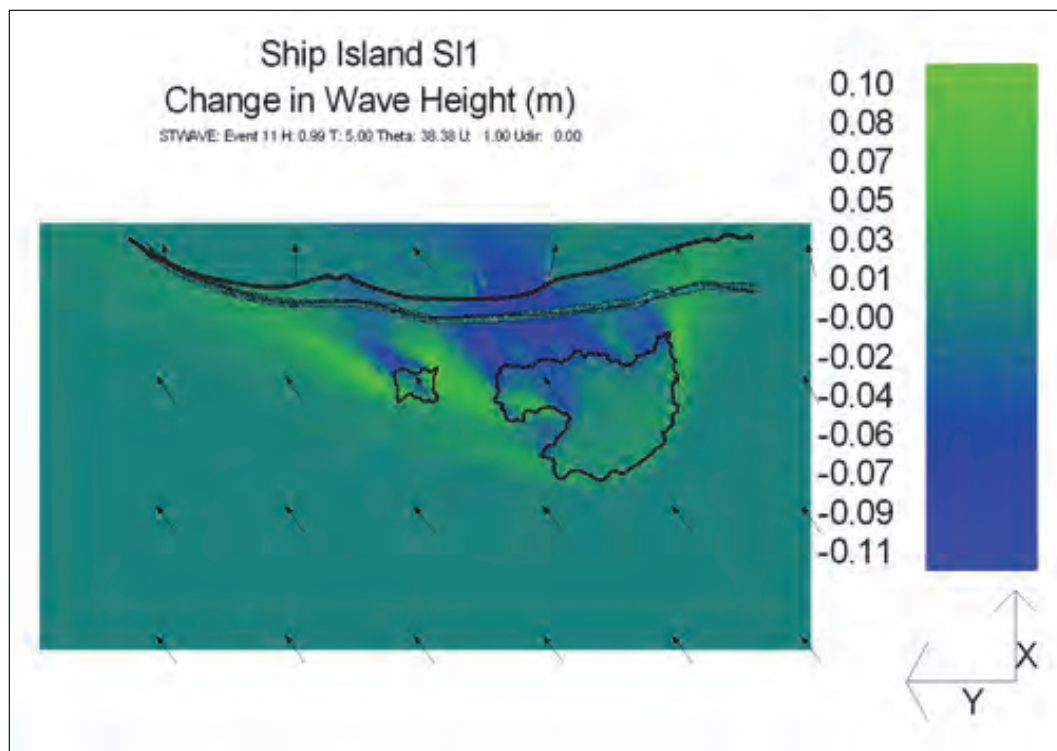 Ship Island SI1
Change in Wave Height (m)
STWAVE: Event 11 H: 0.99 T: 5.00 Theta: 38.38 U: 1.00 Udir: 0.00
0.10
0.08
0.07
0.05
0.03
0.01
-0.00
-0.02
-0.04
-0.06
-0.07
-0.09
-0.11
X
Y